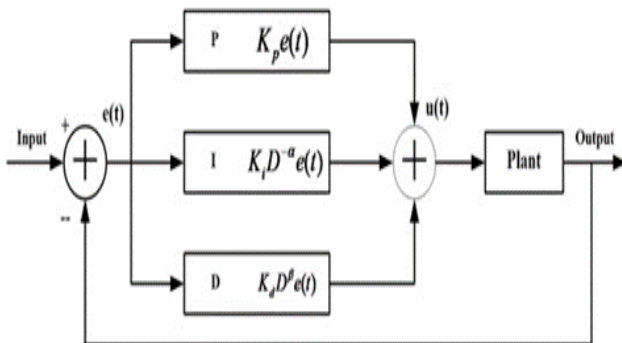 P K_p e(t)
e(t)
u(t)
Input
+
+
I K_i D^{-α} e(t)
+
Plant
Output
--
D K_d D^β e(t)